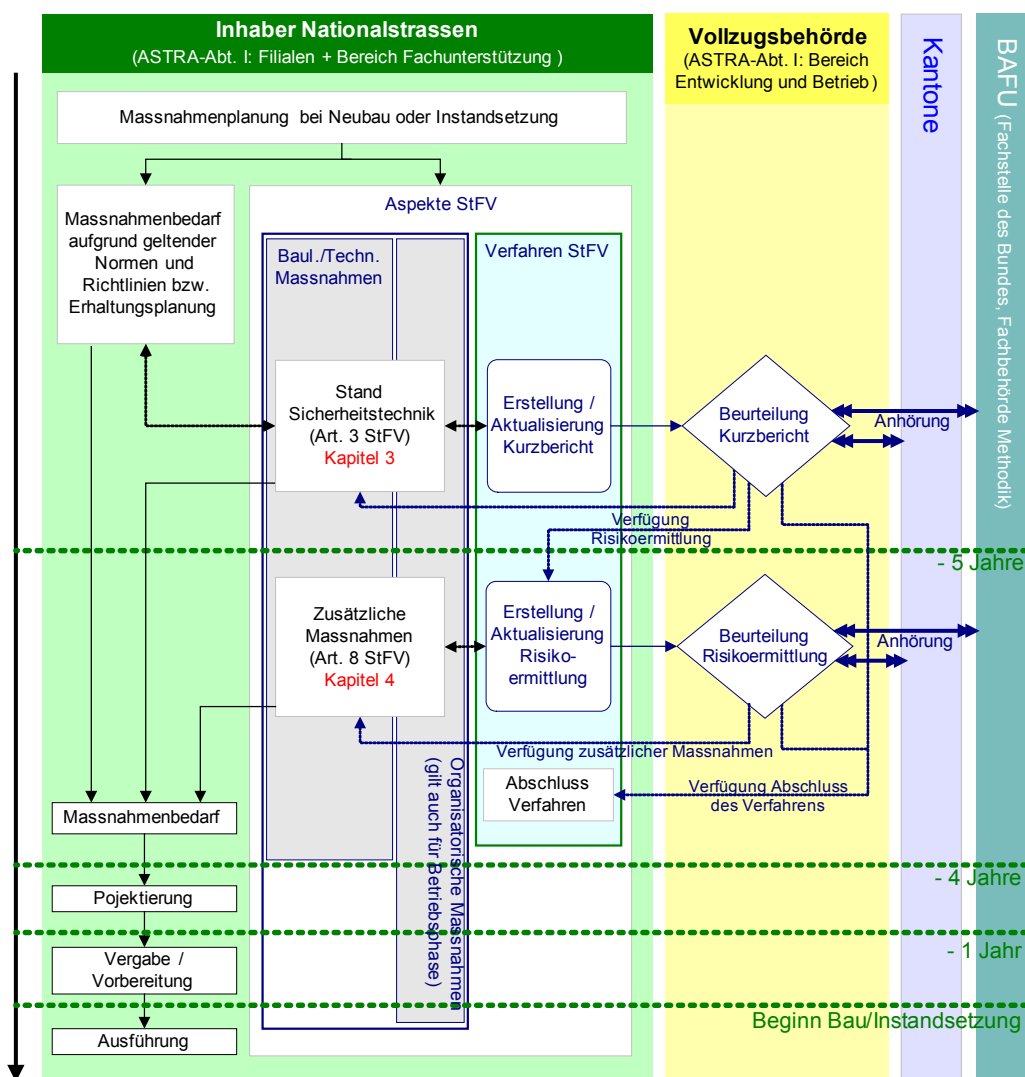 Inhaber Nationalstrassen
(ASTRA-Abt. I: Filialen + Bereich Fachunterstützung )
Vollzugsbehörde
(ASTRA-Abt. I: Bereich
Entwicklung und Betrieb )
Kantone
BAFU (Fachstelle des Bundes, Fachbehörde Methodik)
Massnahmenplanung bei Neubau oder Instandsetzung
Massnahmenbedarf
aufgrund geltender
Normen und
Richtlinien bzw.
Erhaltungsplanung
Aspekte StFV
Baul./Techn.
Massnahmen
Verfahren StFV
Stand
Sicherheitstechnik
(Art. 3 StFV)
Kapitel 3
Erstellung /
Aktualisierung
Kurzbericht
Beurteilung
Kurzbericht
Anhörung
Verfügung
Risikoermittlung
- 5 Jahre
Zusätzliche
Massnahmen
(Art. 8 StFV)
Kapitel 4
Erstellung /
Aktualisierung
Risiko-
ermittlung
Beurteilung
Risikoermittlung
Anhörung
Verfügung zusätzlicher Massnahmen
Organisatorische Massnahmen
(gilt auch für Betriebsphase)
Abschluss
Verfahren
Verfügung Abschluss
des Verfahrens
Massnahmenbedarf
- 4 Jahre
Pojektierung
- 1 Jahr
Vergabe /
Vorbereitung
Beginn Bau/Instandsetzung
Ausführung